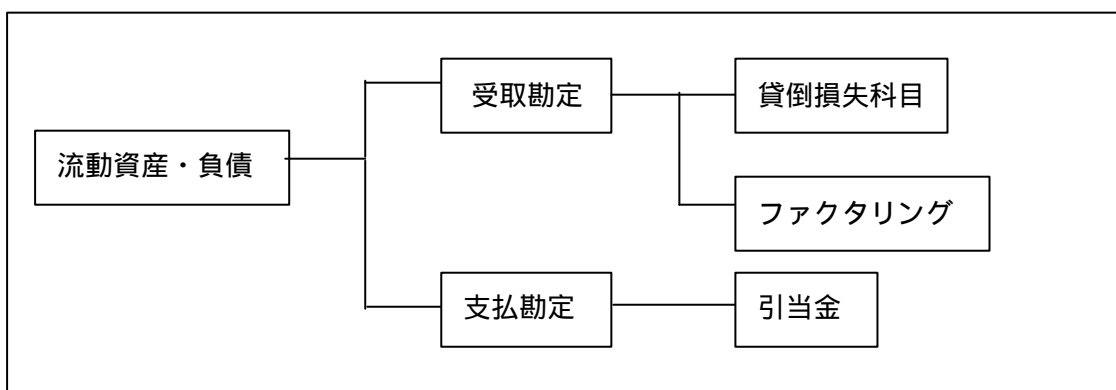 流動資産・負債
受取勘定
貸倒損失科目
ファクタリング
支払勘定
引当金